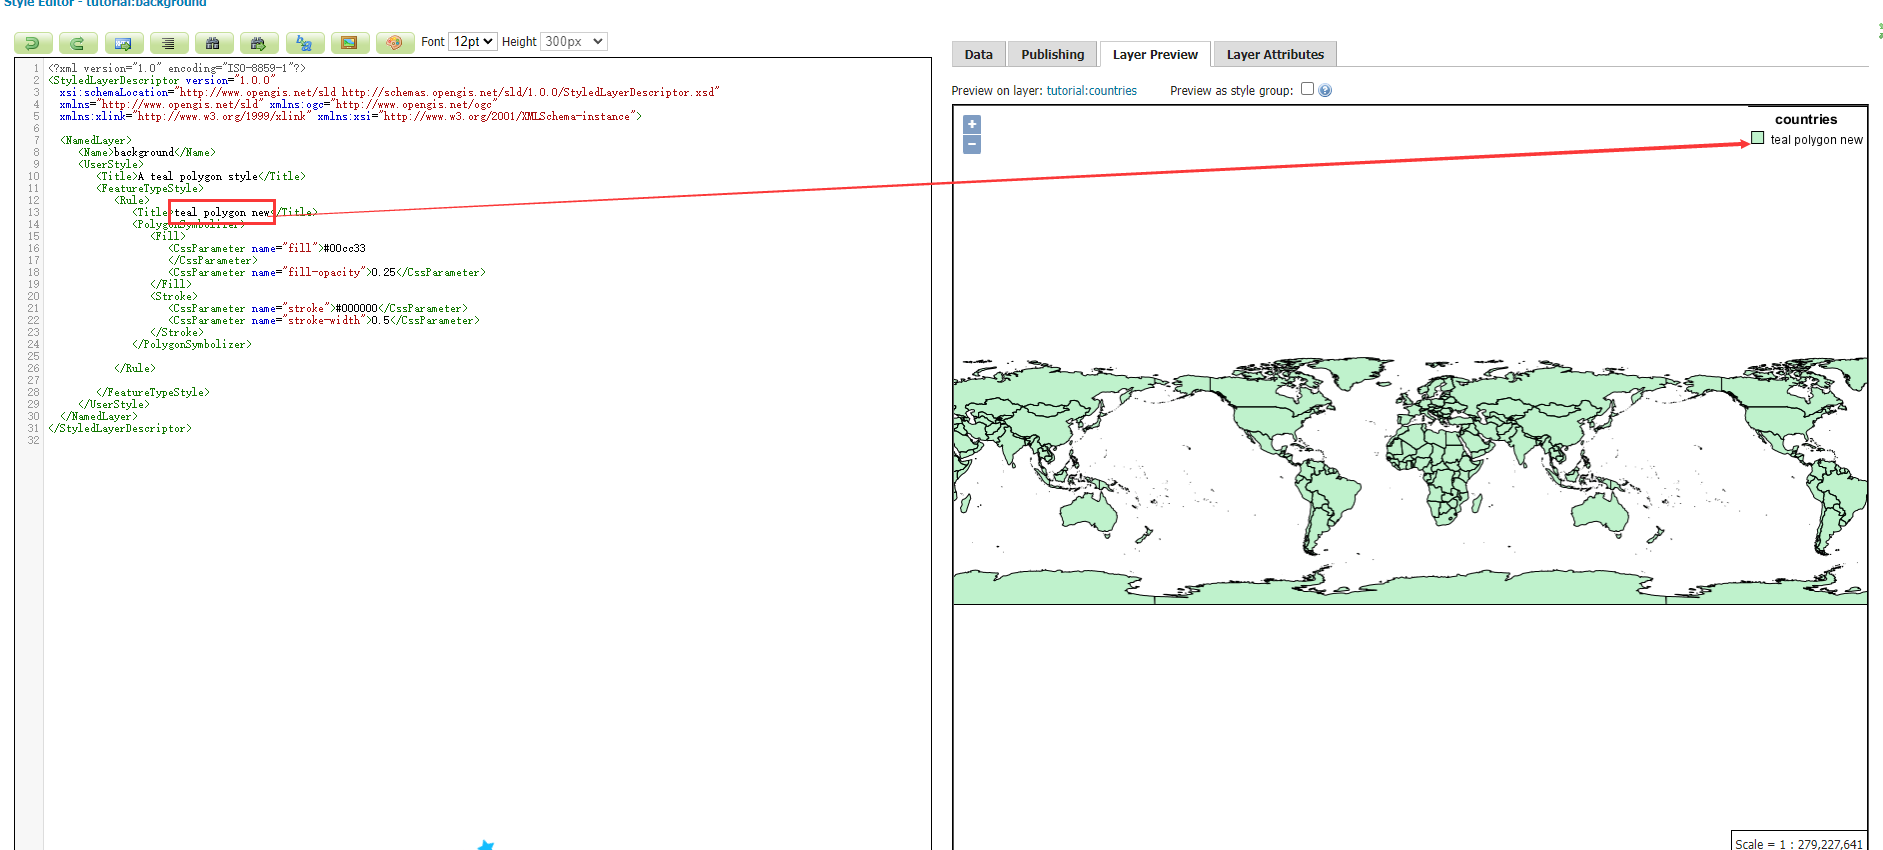 Style Editor - tutorial:background
Font 12pt Height 300px
1 <?xml version="1.0" encoding="ISO-8859-1"?>
2 <StyledLayerDescriptor version="1.0.0"
3 xsi:schemaLocation="http://www.opengis.net/sld http://schemas.opengis.net/sld/1.0.0/StyledLayerDescriptor.xsd"
4 xmlns="http://www.opengis.net/sld" xmlns:ogc="http://www.opengis.net/ogc"
5 xmlns:xlink="http://www.w3.org/1999/xlink" xmlns:xsi="http://www.w3.org/2001/XMLSchema-instance">
6
7 <NamedLayer>
8 <Name>background</Name>
9 <UserStyle>
10 <Title>A teal polygon style</Title>
11 <FeatureTypeStyle>
12 <Rule>
13 <Title>teal polygon new</Title>
14 <PolygonSymbolizer>
15 <Fill>
16 <CssParameter name="fill">#00cc33
17 </CssParameter>
18 <CssParameter name="fill-opacity">0.25</CssParameter>
19 </Fill>
20 <Stroke>
21 <CssParameter name="stroke">#000000</CssParameter>
22 <CssParameter name="stroke-width">0.5</CssParameter>
23 </Stroke>
24 </PolygonSymbolizer>
25
26 </Rule>
27
28 </FeatureTypeStyle>
29 </UserStyle>
30 </NamedLayer>
31 </StyledLayerDescriptor>
32
Data Publishing Layer Preview Layer Attributes
Preview on layer: tutorial:countries Preview as style group:
+
−
countries
teal polygon new
Scale = 1 : 279,227,641